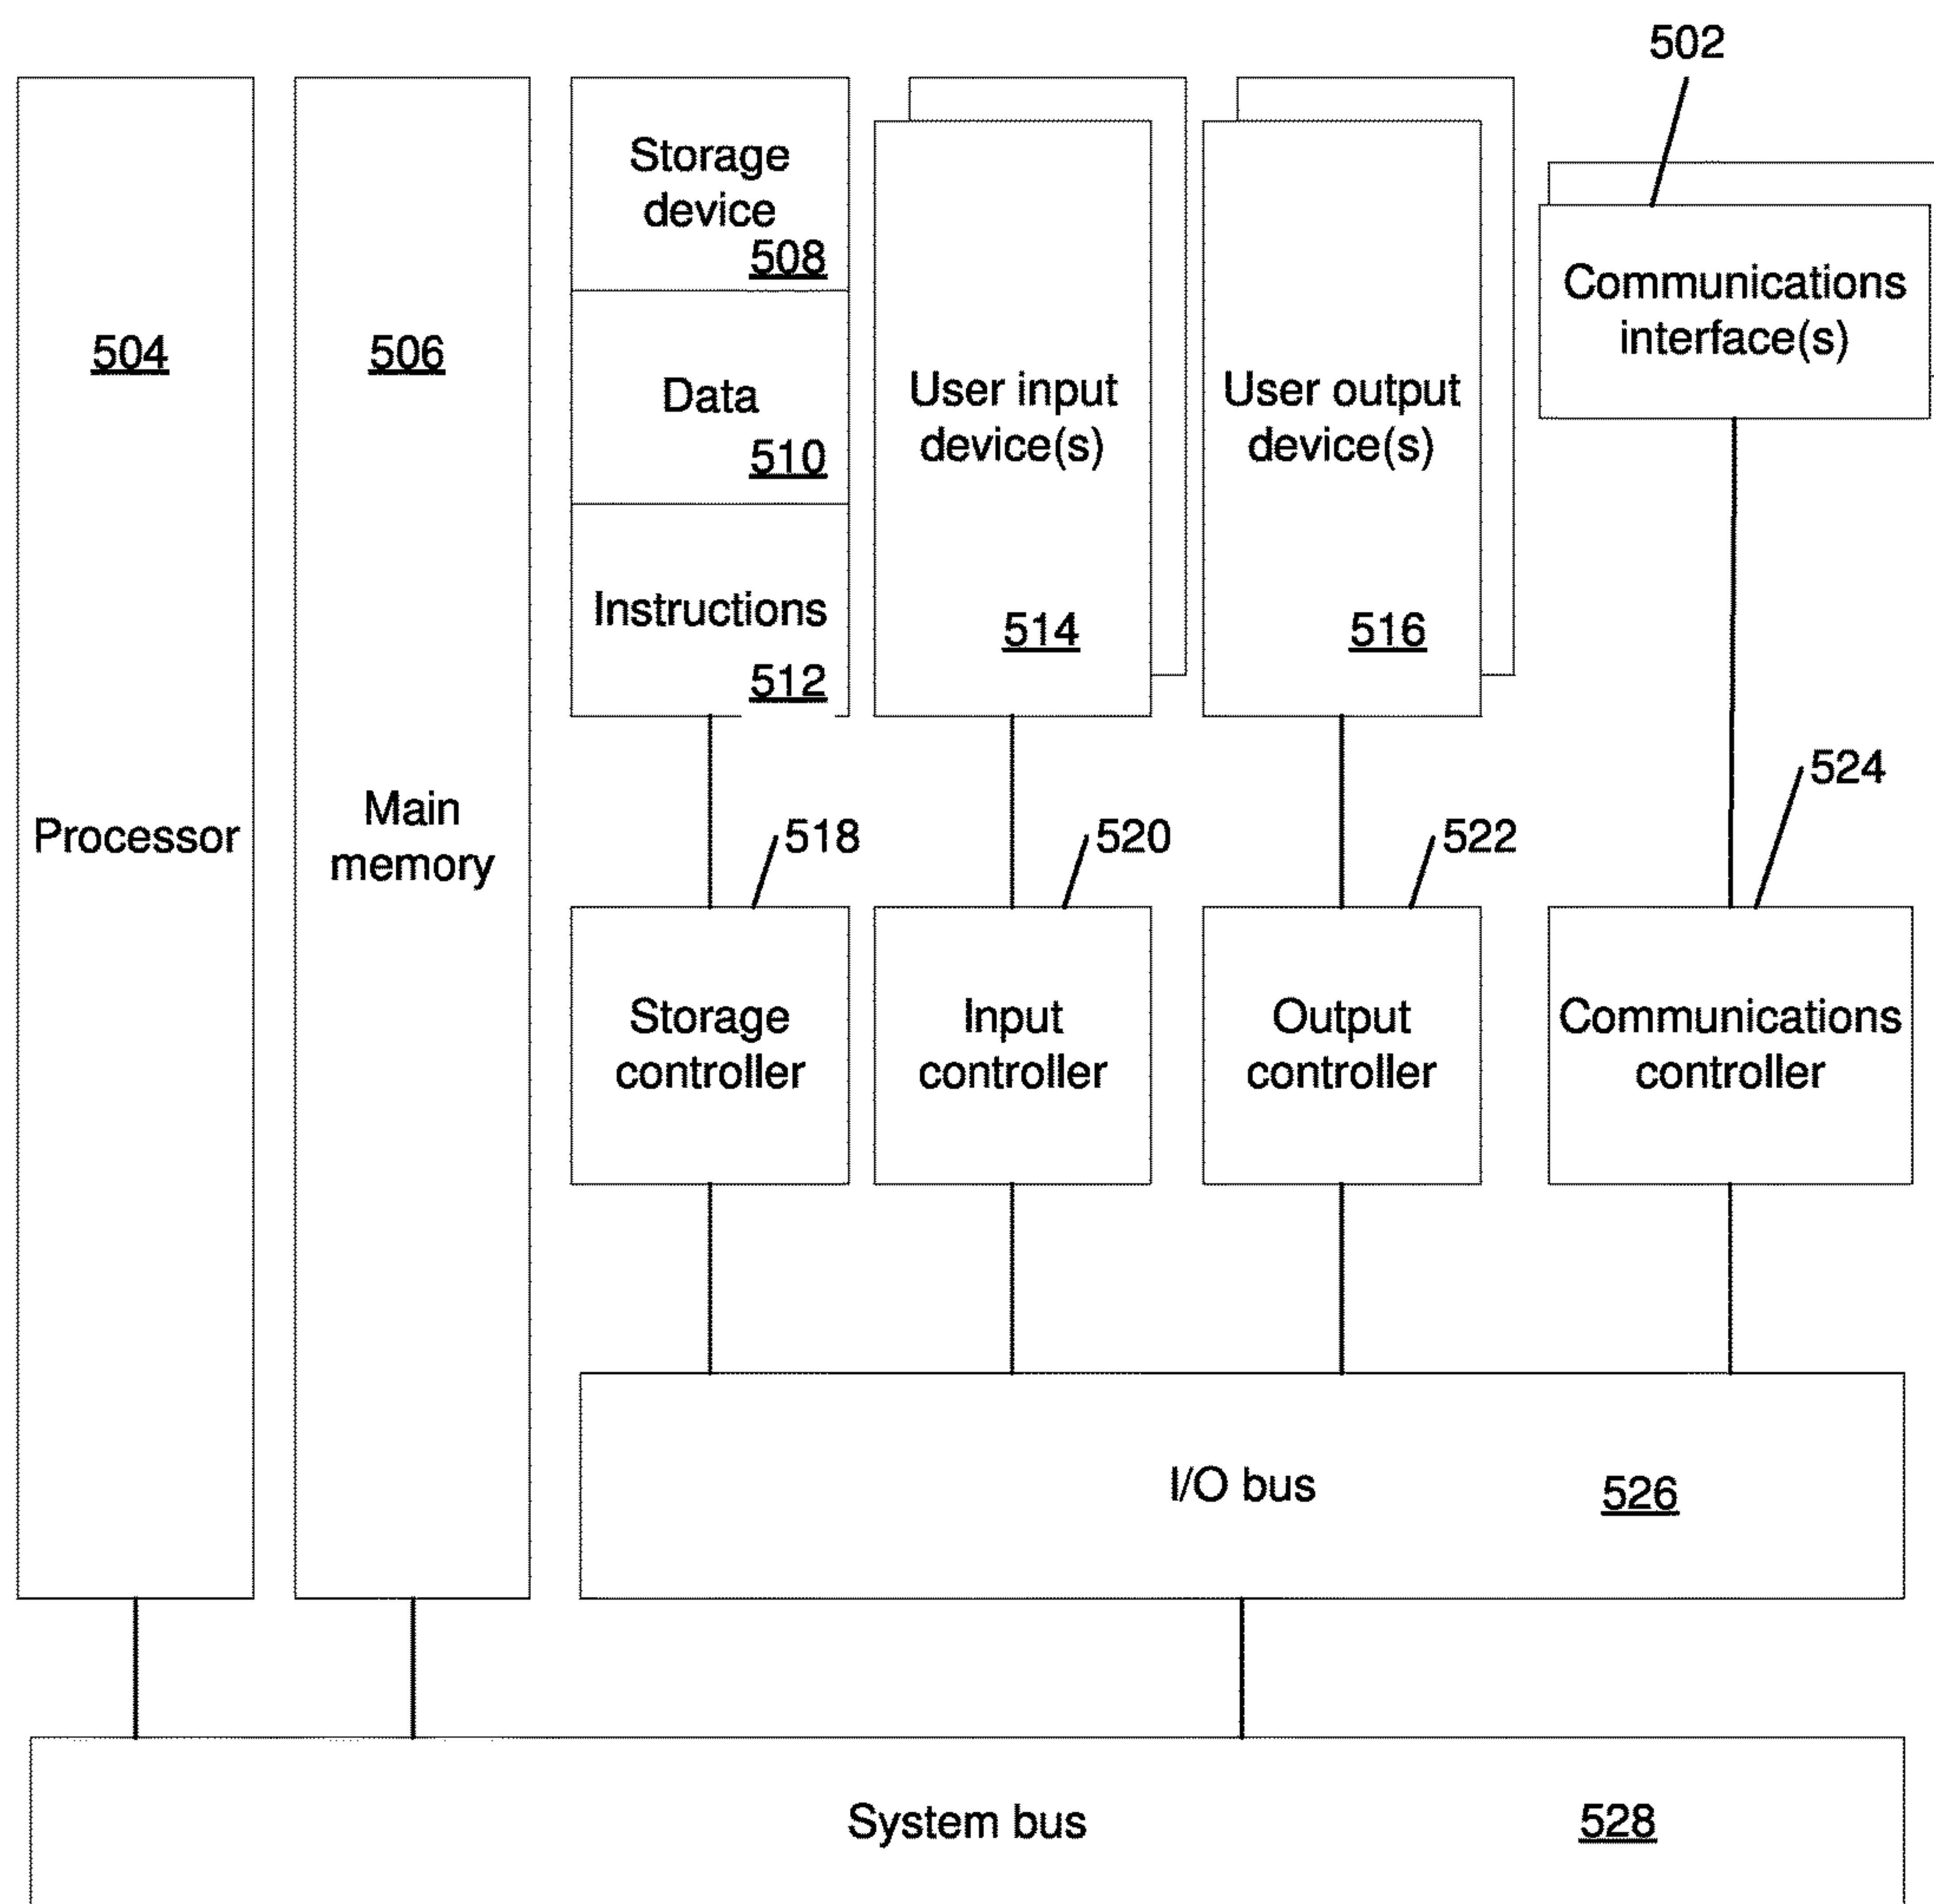 502
Storage
device
508
504
506
Data
510
User input
device(s)
User output
device(s)
Communications
interface(s)
Instructions
512
514
516
Processor
Main
memory
518
520
522
524
Storage
controller
Input
controller
Output
controller
Communications
controller
I/O bus
526
System bus
528